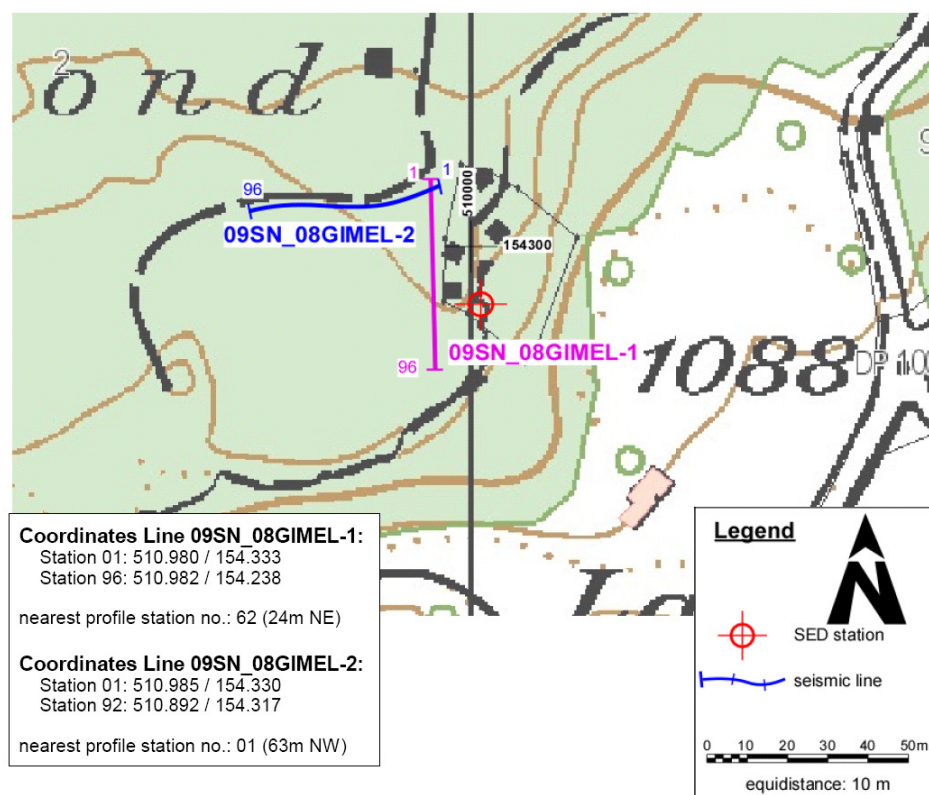 2
ond
1
1
96
510000
09SN_08GIMEL-2
154300
09SN_08GIMEL-1
96
1088
DP 100
Coordinates Line 09SN_08GIMEL-1:
Station 01: 510.980 / 154.333
Station 96: 510.982 / 154.238
nearest profile station no.: 62 (24m NE)
Coordinates Line 09SN_08GIMEL-2:
Station 01: 510.985 / 154.330
Station 92: 510.892 / 154.317
nearest profile station no.: 01 (63m NW)
Legend
N
SED station
seismic line
0 10 20 30 40 50m
equidistance: 10 m